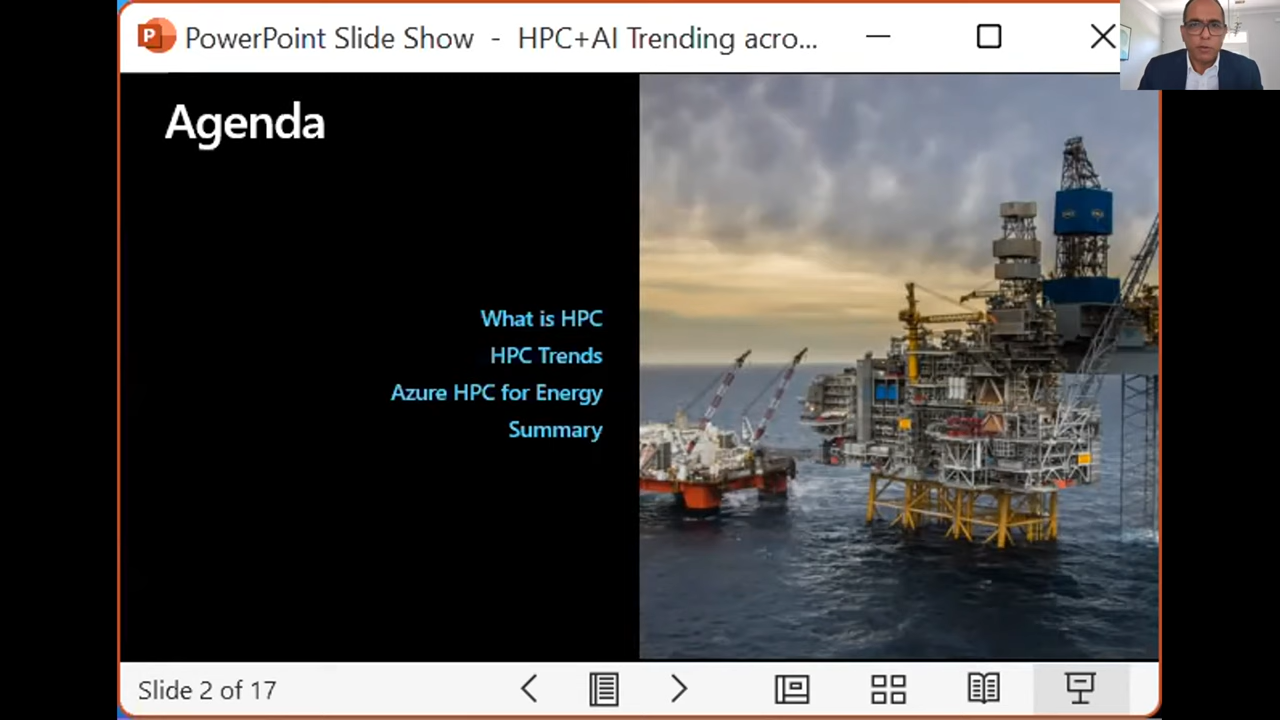 PowerPoint Slide Show - HPC+AI Trending acro...
Agenda
What is HPC
HPC Trends
Azure HPC for Energy
Summary
Slide 2 of 17